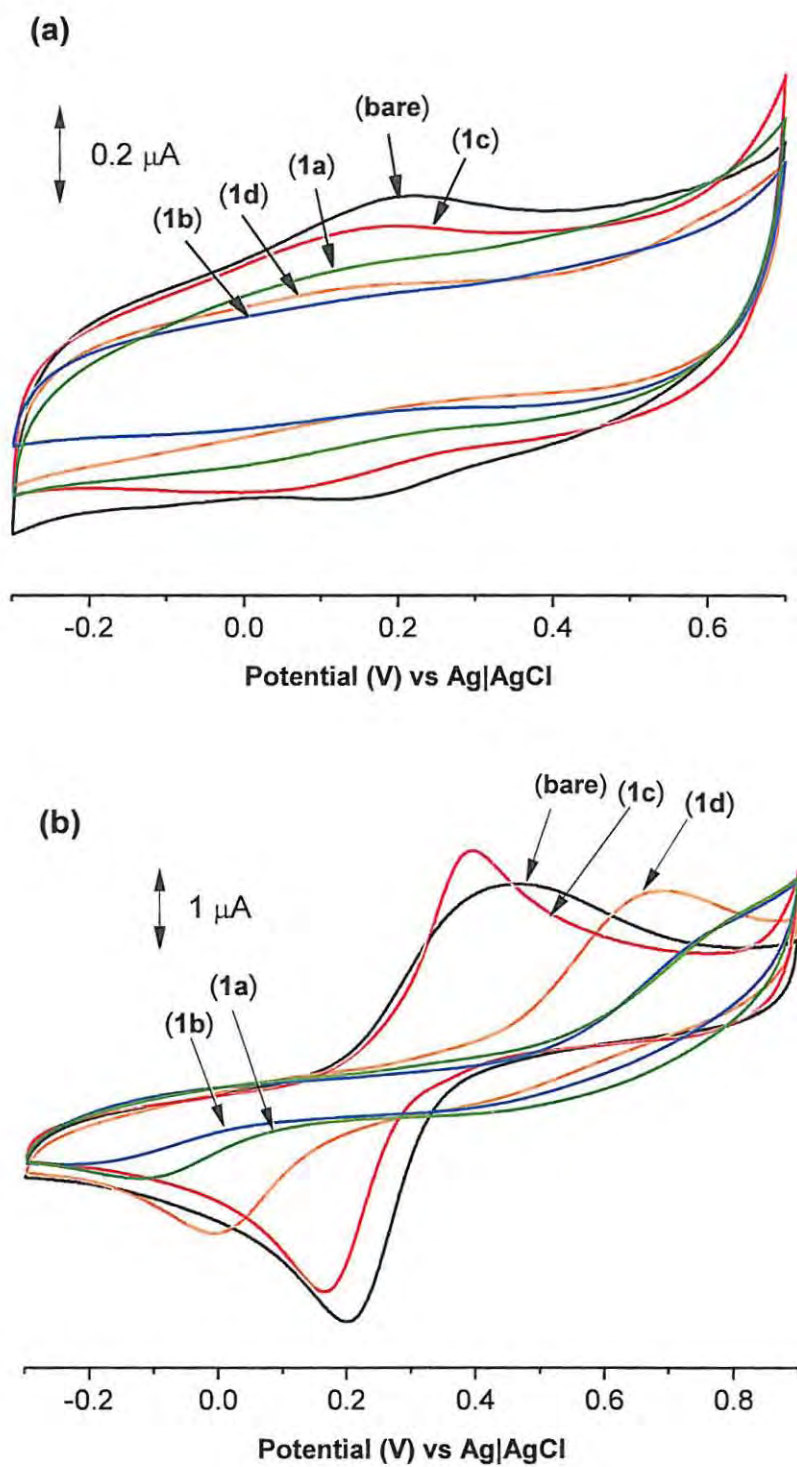 (a)
0.2 μA
(bare)
(1c)
(1a)
(1d)
(1b)
-0.2 0.0 0.2 0.4 0.6
Potential (V) vs Ag|AgCl
(b)
1 μA
(bare)
(1c)
(1d)
(1a)
(1b)
-0.2 0.0 0.2 0.4 0.6 0.8
Potential (V) vs Ag|AgCl